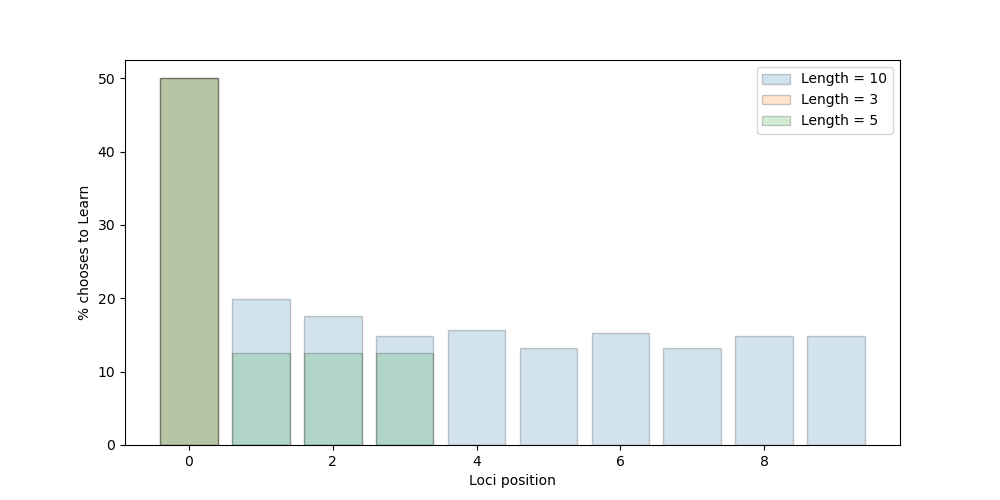 Length = 10
Length = 3
Length = 5
50
40
30
20
10
0
% chooses to Learn
0 2 4 6 8
Loci position